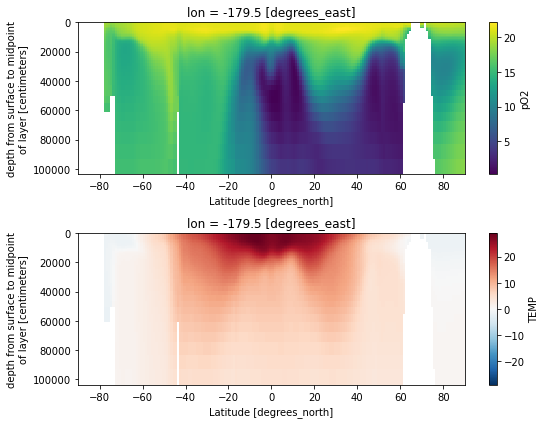 lon = -179.5 [degrees_east]
0
20000
40000
60000
80000
100000
depth from surface to midpoint
of layer [centimeters]
−80 −60 −40 −20 0 20 40 60 80
Latitude [degrees_north]
20
15
10
5
pO2
lon = -179.5 [degrees_east]
0
20000
40000
60000
80000
100000
depth from surface to midpoint
of layer [centimeters]
−80 −60 −40 −20 0 20 40 60 80
Latitude [degrees_north]
20
10
0
−10
−20
TEMP